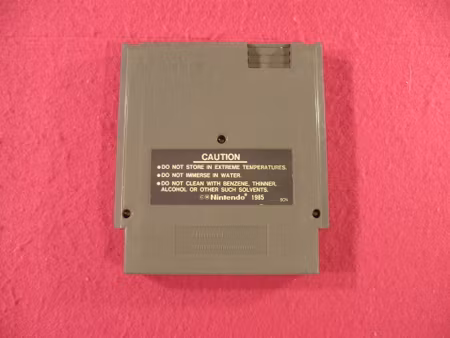 CAUTION
●DO NOT STORE IN EXTREME TEMPERATURES.
●DO NOT IMMERSE IN WATER.
●DO NOT CLEAN WITH BENZENE, THINNER,
ALCOHOL OR OTHER SUCH SOLVENTS.
©®Nintendo® 1985